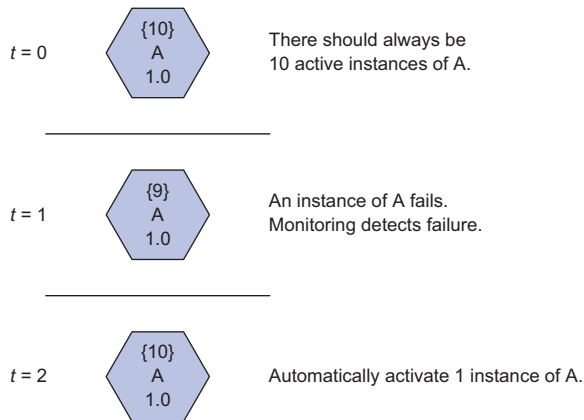 t = 0
{10}
A
1.0
There should always be
10 active instances of A.
t = 1
{9}
A
1.0
An instance of A fails.
Monitoring detects failure.
t = 2
{10}
A
1.0
Automatically activate 1 instance of A.